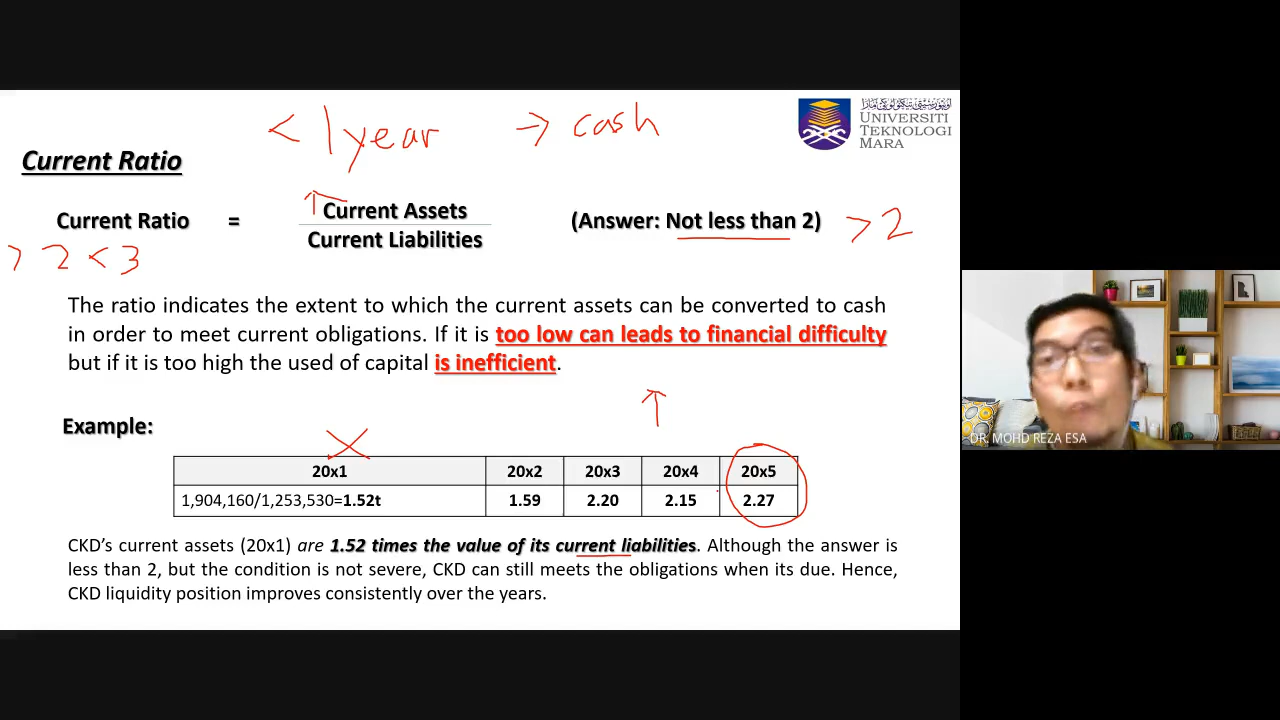 < 1 year → cash
اونيۏرسيتي تيكنولوڬي مارا
UNIVERSITI
TEKNOLOGI
MARA
Current Ratio
Current Ratio = Current Assets (Answer: Not less than 2) > 2
Current Liabilities
> 2 < 3
The ratio indicates the extent to which the current assets can be converted to cash
in order to meet current obligations. If it is too low can leads to financial difficulty
but if it is too high the used of capital is inefficient.
Example:
20x1 20x2 20x3 20x4 20x5
1,904,160/1,253,530=1.52t 1.59 2.20 2.15 2.27
CKD’s current assets (20x1) are 1.52 times the value of its current liabilities. Although the answer is
less than 2, but the condition is not severe, CKD can still meets the obligations when its due. Hence,
CKD liquidity position improves consistently over the years.
DR. MOHD REZA ESA